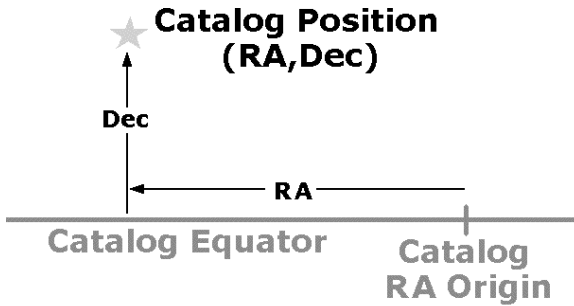 Catalog Position
(RA,Dec)
Dec
RA
Catalog Equator
Catalog
RA Origin